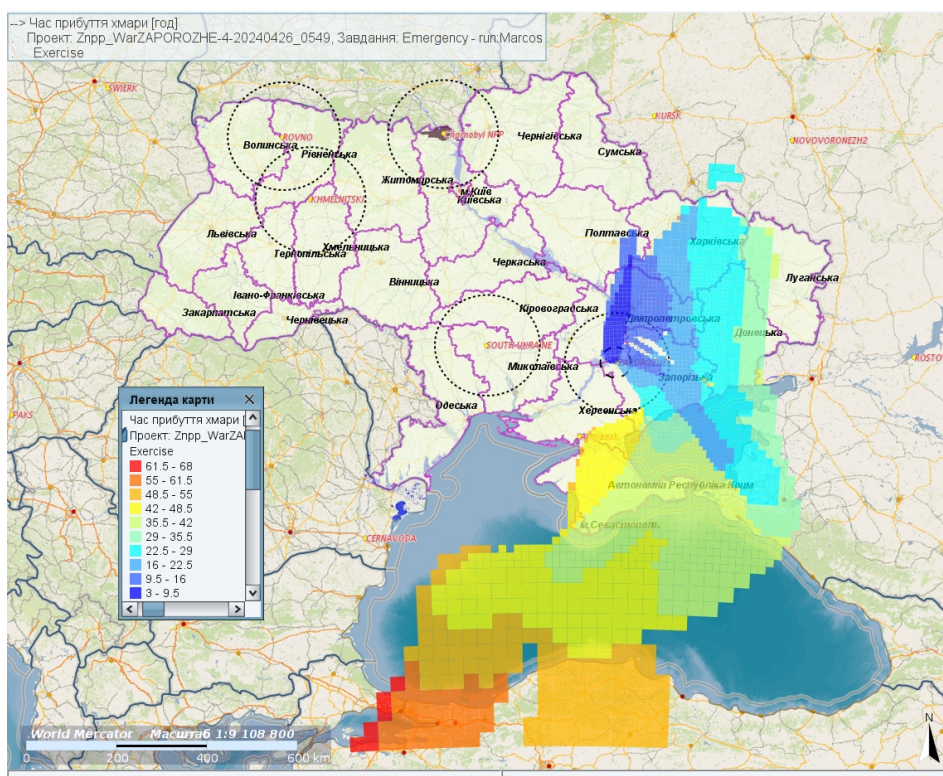 --> Час прибуття хмари [год]
Проект: Znpp_WarZAPOROZHE-4-20240426_0549, Завдання: Emergency - run:Marcos
Exercise
SWIERK
KURSK
NOVOVORONEZH2
ROVNO
Chornobyl NPP
Волинська
Рівненська
Чернігівська
Сумська
Житомирська
м.Київ
Київська
KHMELNITSKI
Львівська
Хмельницька
Тернопільська
Полтавська
Харківська
Черкаська
Луганська
Вінницька
Івано-Франківська
Закарпатська
Чернівецька
Кіровоградська
Дніпропетровська
Донецька
SOUTH-UKRAINE
Миколаївська
ROSTO
Запорізька
Одеська
Херсонська
PAKS
Автономна Республіка Крим
м.Севастополь
CERNAVODA
Легенда карти
Час прибуття хмари [
Проект: Znpp_WarZA
Exercise
61.5 - 68
55 - 61.5
48.5 - 55
42 - 48.5
35.5 - 42
29 - 35.5
22.5 - 29
16 - 22.5
9.5 - 16
3 - 9.5
World Mercator Масштаб 1:9 108 800
0 200 400 600 km
N